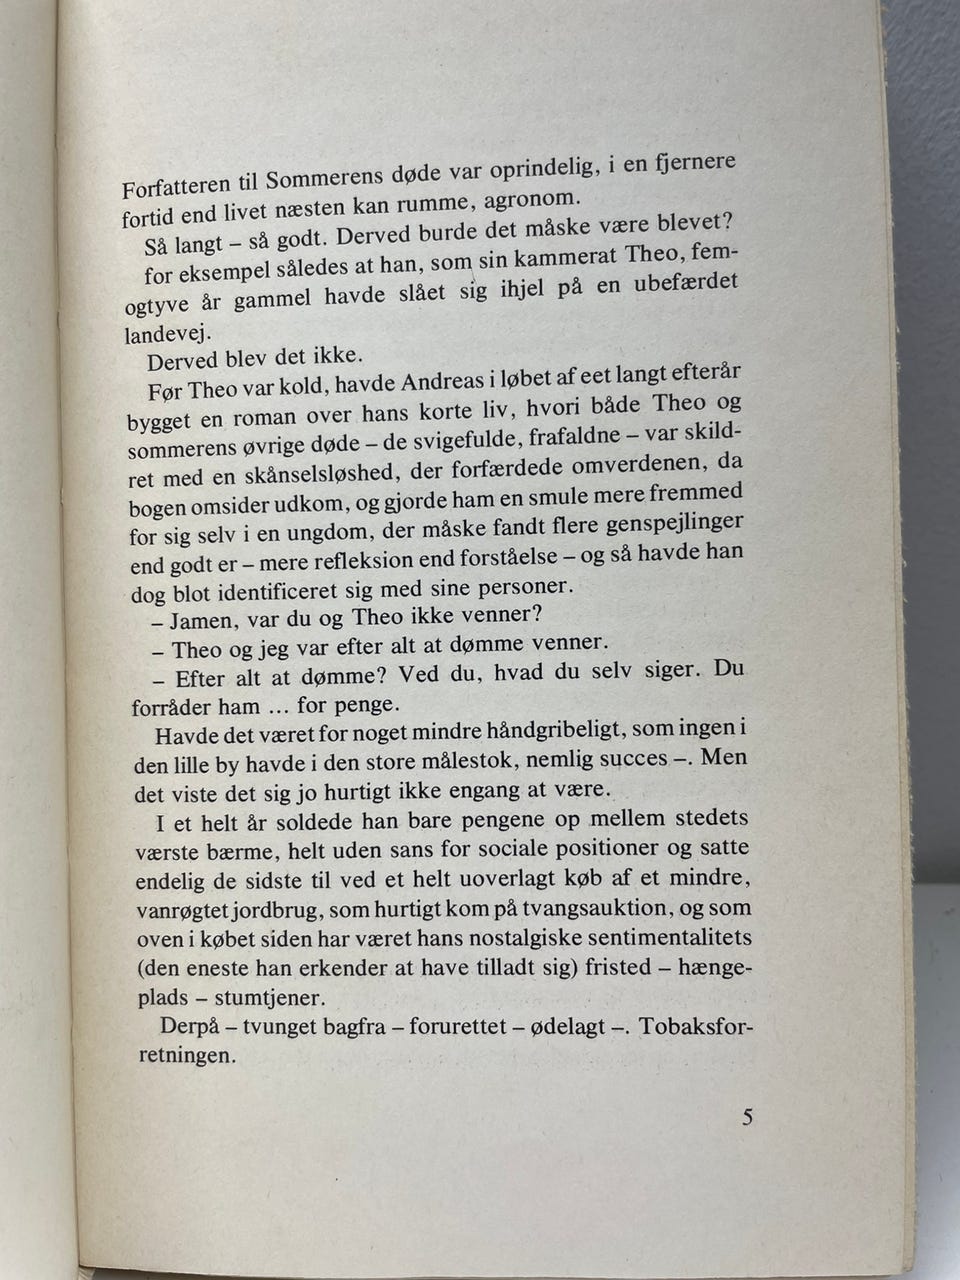 Forfatteren til Sommerens døde var oprindelig, i en fjernere
fortid end livet næsten kan rumme, agronom.
Så langt – så godt. Derved burde det måske være blevet?
for eksempel således at han, som sin kammerat Theo, fem-
ogtyve år gammel havde slået sig ihjel på en ubefærdet
landevej.
Derved blev det ikke.
Før Theo var kold, havde Andreas i løbet af eet langt efterår
bygget en roman over hans korte liv, hvori både Theo og
sommerens øvrige døde – de svigefulde, frafaldne – var skild-
ret med en skånselsløshed, der forfærdede omverdenen, da
bogen omsider udkom, og gjorde ham en smule mere fremmed
for sig selv i en ungdom, der måske fandt flere genspejlinger
end godt er – mere refleksion end forståelse – og så havde han
dog blot identificeret sig med sine personer.
– Jamen, var du og Theo ikke venner?
– Theo og jeg var efter alt at dømme venner.
– Efter alt at dømme? Ved du, hvad du selv siger. Du
forråder ham ... for penge.
Havde det været for noget mindre håndgribeligt, som ingen i
den lille by havde i den store målestok, nemlig succes –. Men
det viste det sig jo hurtigt ikke engang at være.
I et helt år soldede han bare pengene op mellem stedets
værste bærme, helt uden sans for sociale positioner og satte
endelig de sidste til ved et helt uoverlagt køb af et mindre,
vanrøgtet jordbrug, som hurtigt kom på tvangsauktion, og som
oven i købet siden har været hans nostalgiske sentimentalitets
(den eneste han erkender at have tilladt sig) fristed – hænge-
plads – stumtjener.
Derpå – tvunget bagfra – forurettet – ødelagt –. Tobaksfor-
retningen.
5